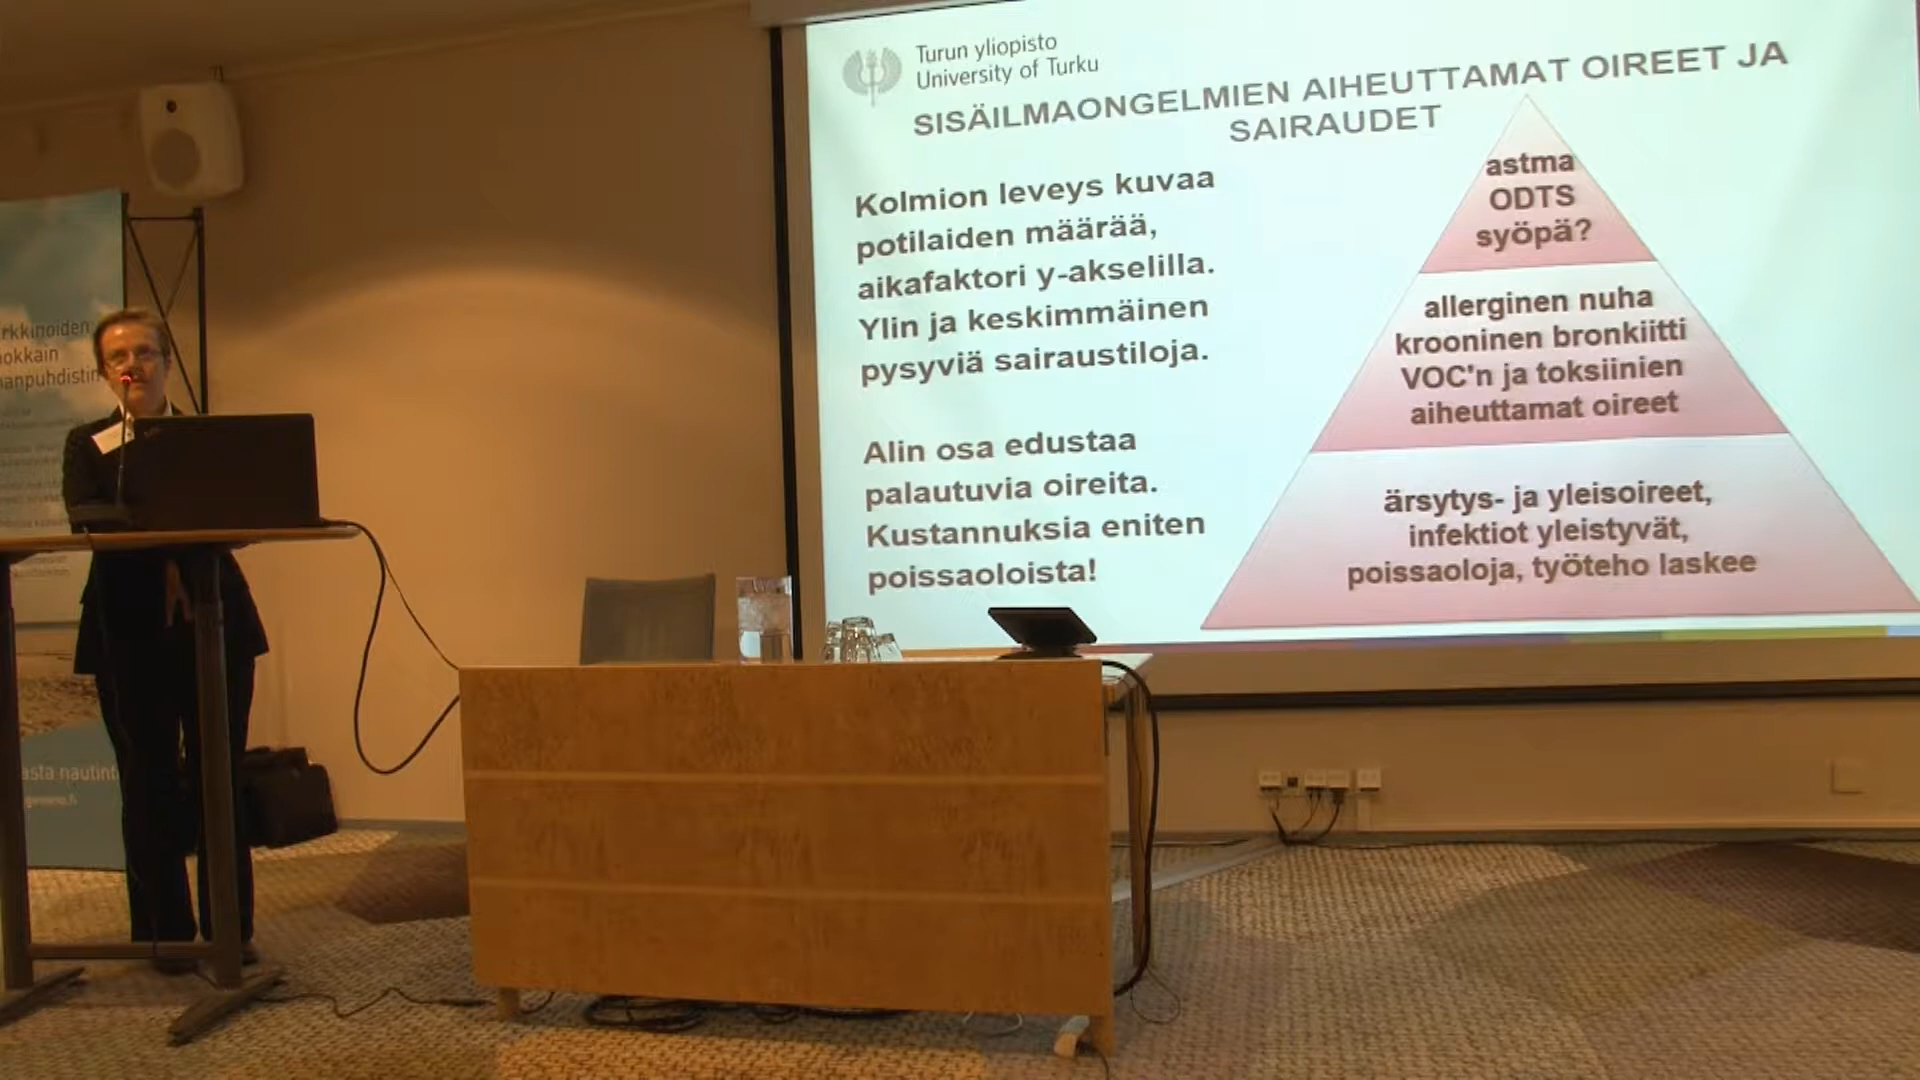 Turun yliopisto
University of Turku
SISÄILMAONGELMIEN AIHEUTTAMAT OIREET JA
SAIRAUDET
Kolmion leveys kuvaa
potilaiden määrää,
aikafaktori y-akselilla.
Ylin ja keskimmäinen
pysyviä sairaustiloja.
Alin osa edustaa
palautuvia oireita.
Kustannuksia eniten
poissaoloista!
astma
ODTS
syöpä?
allerginen nuha
krooninen bronkiitti
VOC'n ja toksiinien
aiheuttamat oireet
ärsytys- ja yleisoireet,
infektiot yleistyvät,
poissaoloja, työteho laskee
rkkinoiden
okkain
anpuhdistin
asta nautint